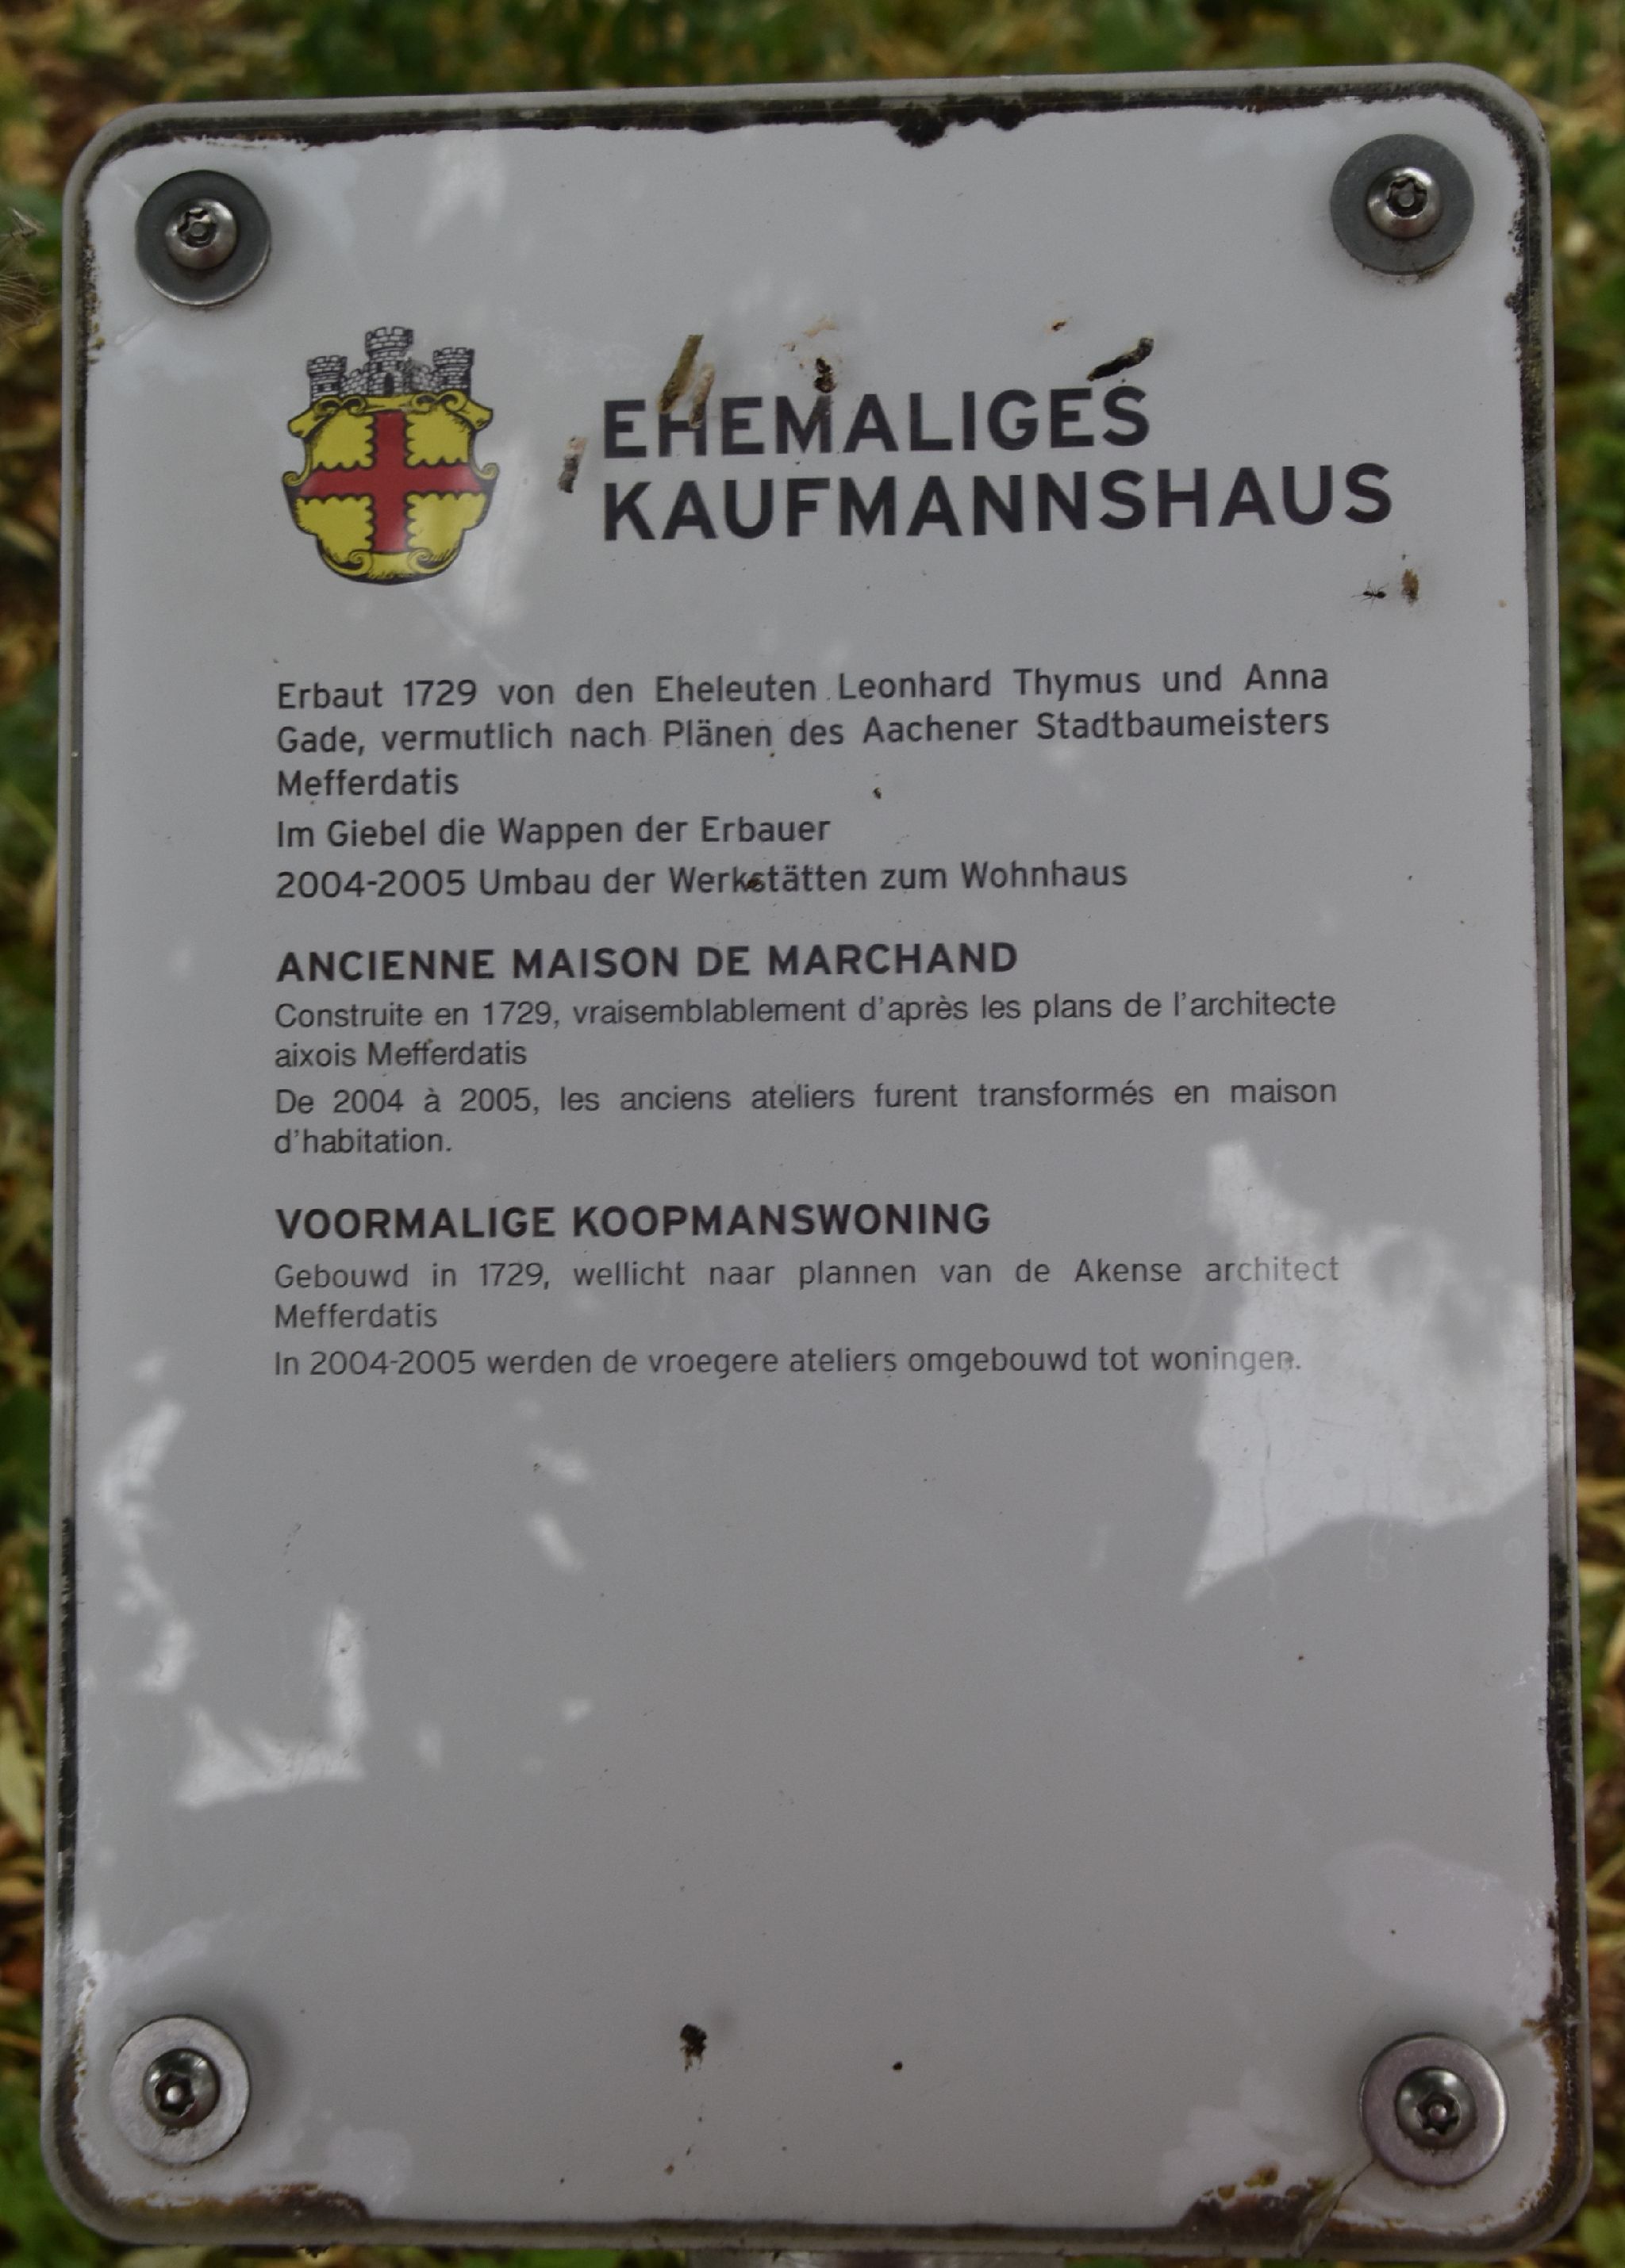 EHEMALIGES
KAUFMANNSHAUS
Erbaut 1729 von den Eheleuten Leonhard Thymus und Anna
Gade, vermutlich nach Plänen des Aachener Stadtbaumeisters
Mefferdatis
Im Giebel die Wappen der Erbauer
2004-2005 Umbau der Werkstätten zum Wohnhaus
ANCIENNE MAISON DE MARCHAND
Construite en 1729, vraisemblablement d'après les plans de l'architecte
aixois Mefferdatis
De 2004 à 2005, les anciens ateliers furent transformés en maison
d'habitation.
VOORMALIGE KOOPMANSWONING
Gebouwd in 1729, wellicht naar plannen van de Akense architect
Mefferdatis
In 2004-2005 werden de vroegere ateliers omgebouwd tot woningen.